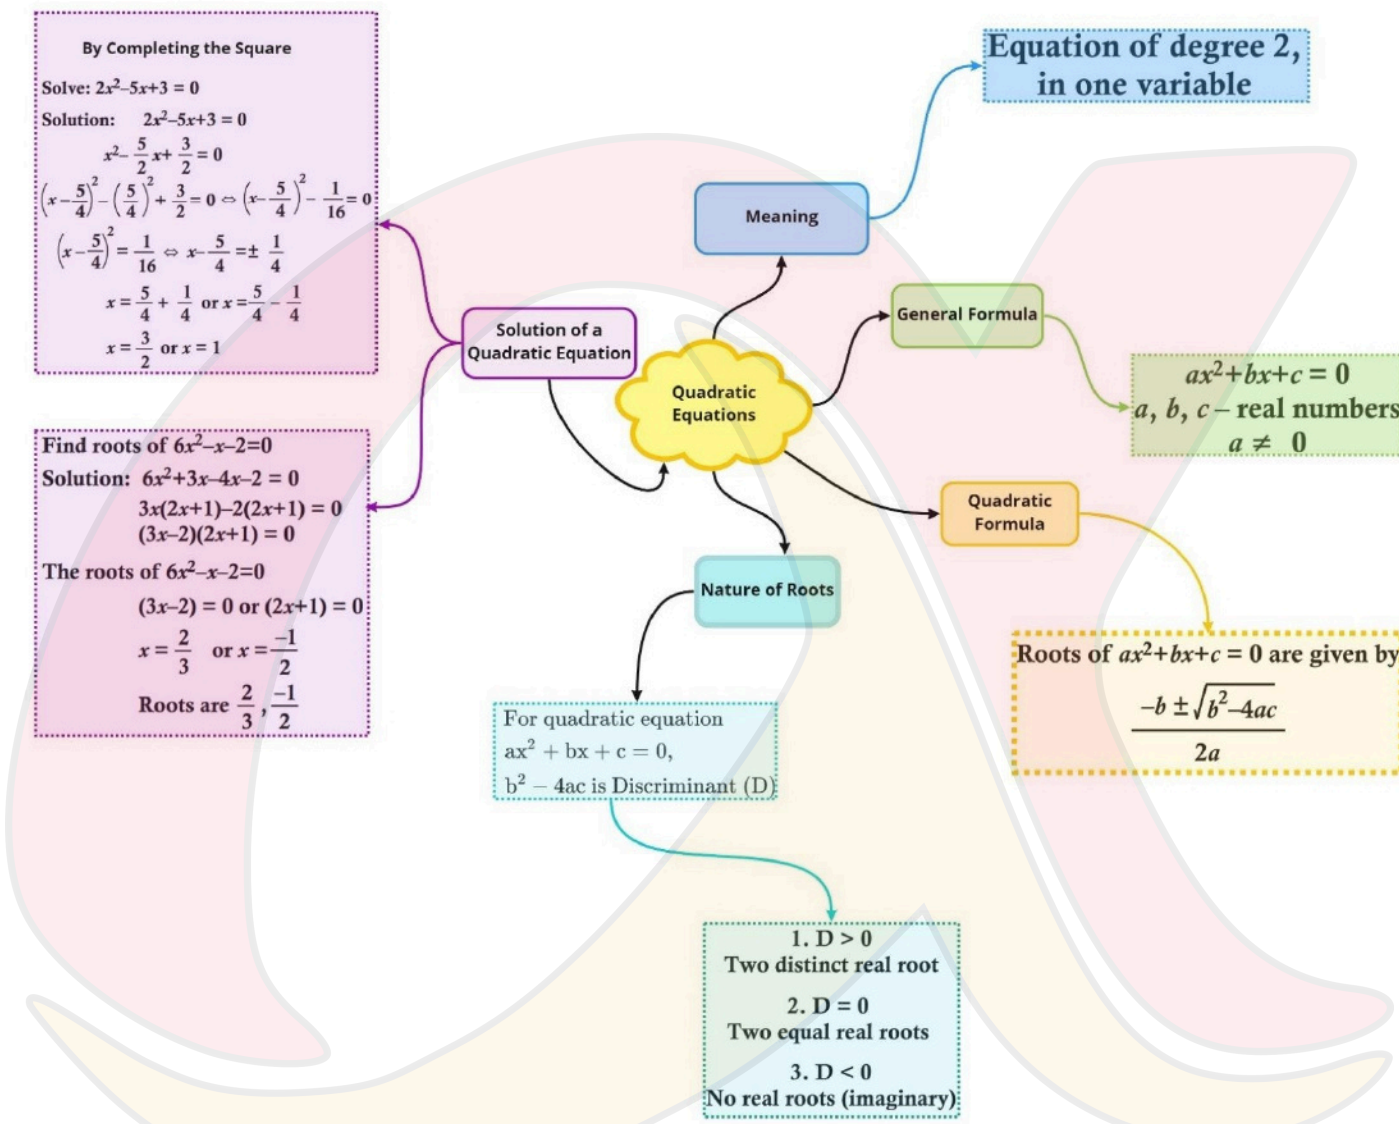 By Completing the Square
Solve: 2x²–5x+3 = 0
Solution: 2x²–5x+3 = 0
x²– 5/2 x+ 3/2 = 0
(x – 5/4)² – (5/4)² + 3/2 = 0 ⇔ (x– 5/4)² – 1/16 = 0
(x – 5/4)² = 1/16 ⇔ x– 5/4 = ± 1/4
x = 5/4 + 1/4 or x = 5/4 – 1/4
x = 3/2 or x = 1
Find roots of 6x²–x–2=0
Solution: 6x²+3x–4x–2 = 0
3x(2x+1)–2(2x+1) = 0
(3x–2)(2x+1) = 0
The roots of 6x²–x–2=0
(3x–2) = 0 or (2x+1) = 0
x = 2/3 or x = –1/2
Roots are 2/3 , –1/2
Solution of a
Quadratic Equation
Quadratic
Equations
Meaning
Equation of degree 2,
in one variable
General Formula
ax²+bx+c = 0
a, b, c – real numbers
a ≠ 0
Quadratic
Formula
Roots of ax²+bx+c = 0 are given by
–b ± √b²–4ac
2a
Nature of Roots
For quadratic equation
ax² + bx + c = 0,
b² − 4ac is Discriminant (D)
1. D > 0
Two distinct real root
2. D = 0
Two equal real roots
3. D < 0
No real roots (imaginary)